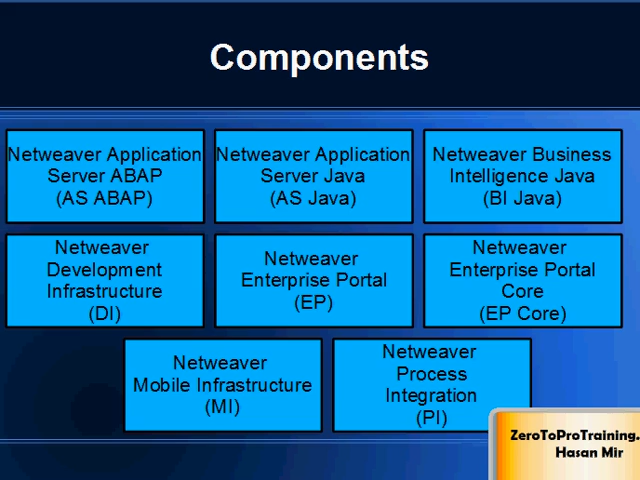 Components
Netweaver Application
Server ABAP
(AS ABAP)
Netweaver Application
Server Java
(AS Java)
Netweaver Business
Intelligence Java
(BI Java)
Netweaver
Development
Infrastructure
(DI)
Netweaver
Enterprise Portal
(EP)
Netweaver
Enterprise Portal
Core
(EP Core)
Netweaver
Mobile Infrastructure
(MI)
Netweaver
Process
Integration
(PI)
ZeroToProTraining.
Hasan Mir